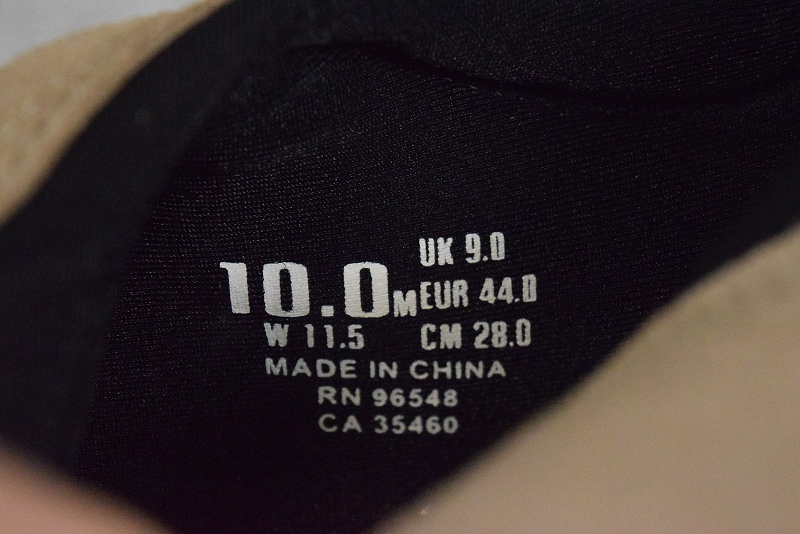 10.0M UK 9.0
EUR 44.0
W 11.5 CM 28.0
MADE IN CHINA
RN 96548
CA 35460